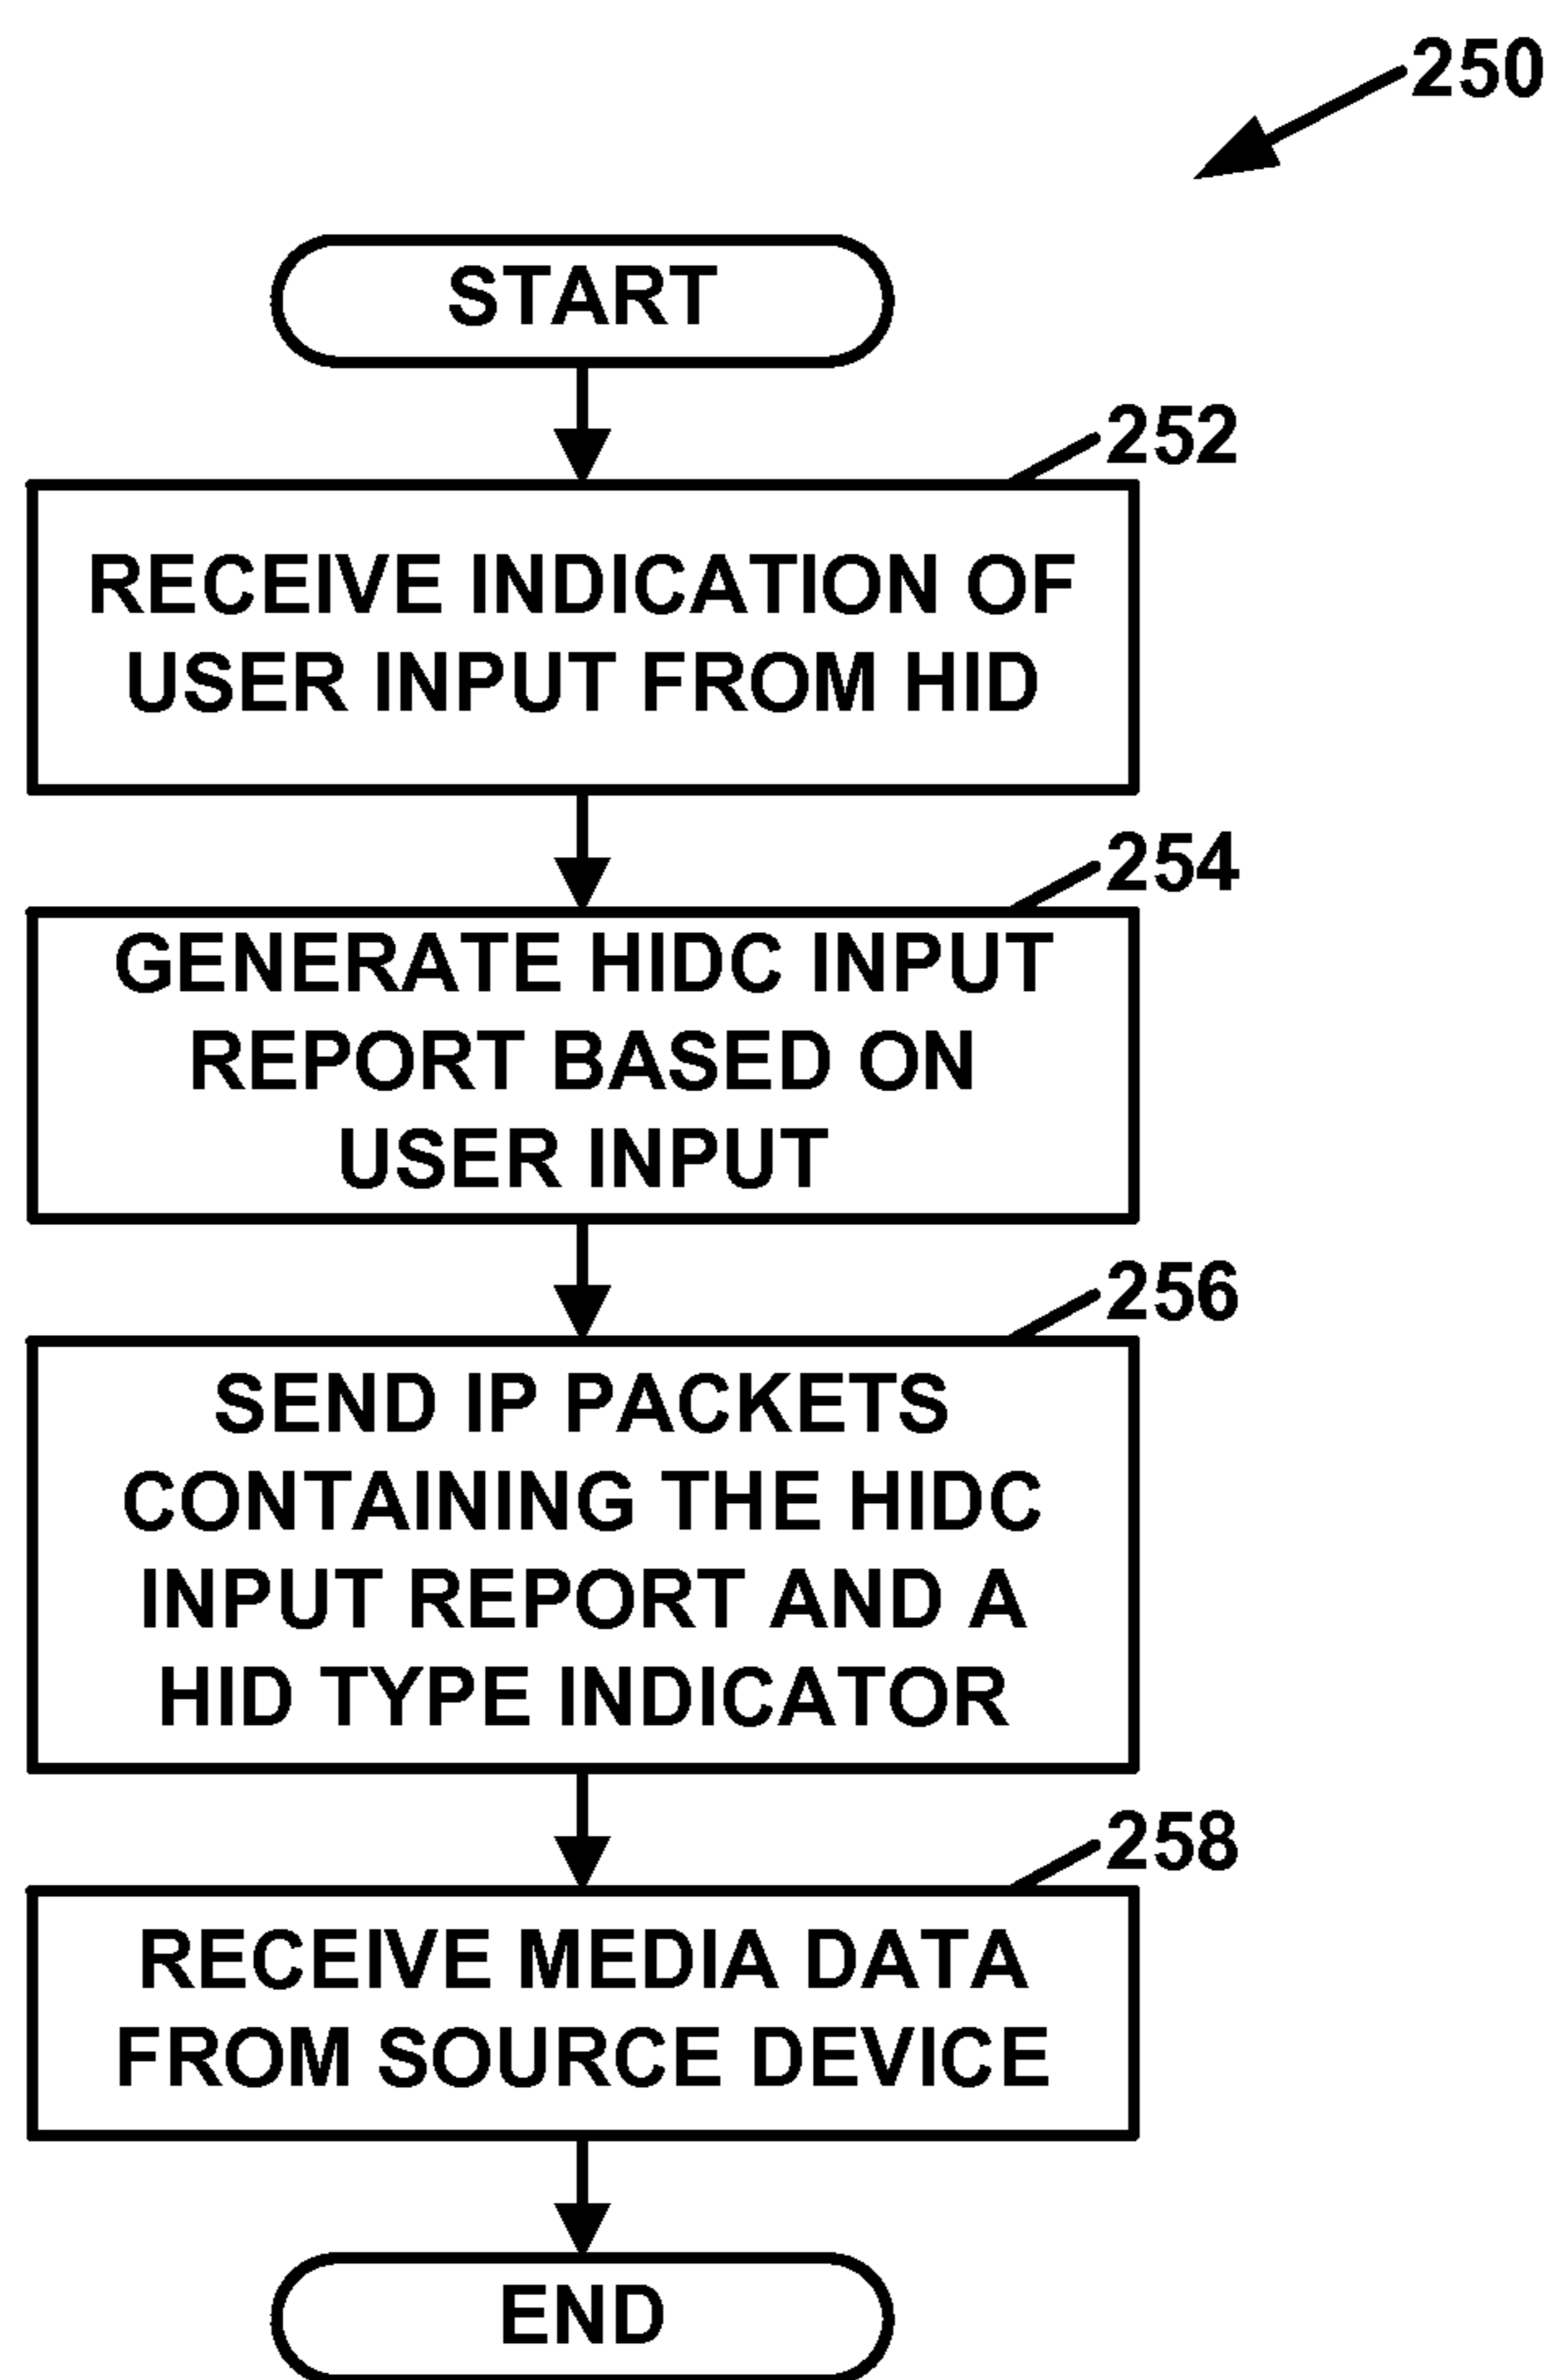 250
START
252
RECEIVE INDICATION OF
USER INPUT FROM HID
254
GENERATE HIDC INPUT
REPORT BASED ON
USER INPUT
256
SEND IP PACKETS
CONTAINING THE HIDC
INPUT REPORT AND A
HID TYPE INDICATOR
258
RECEIVE MEDIA DATA
FROM SOURCE DEVICE
END